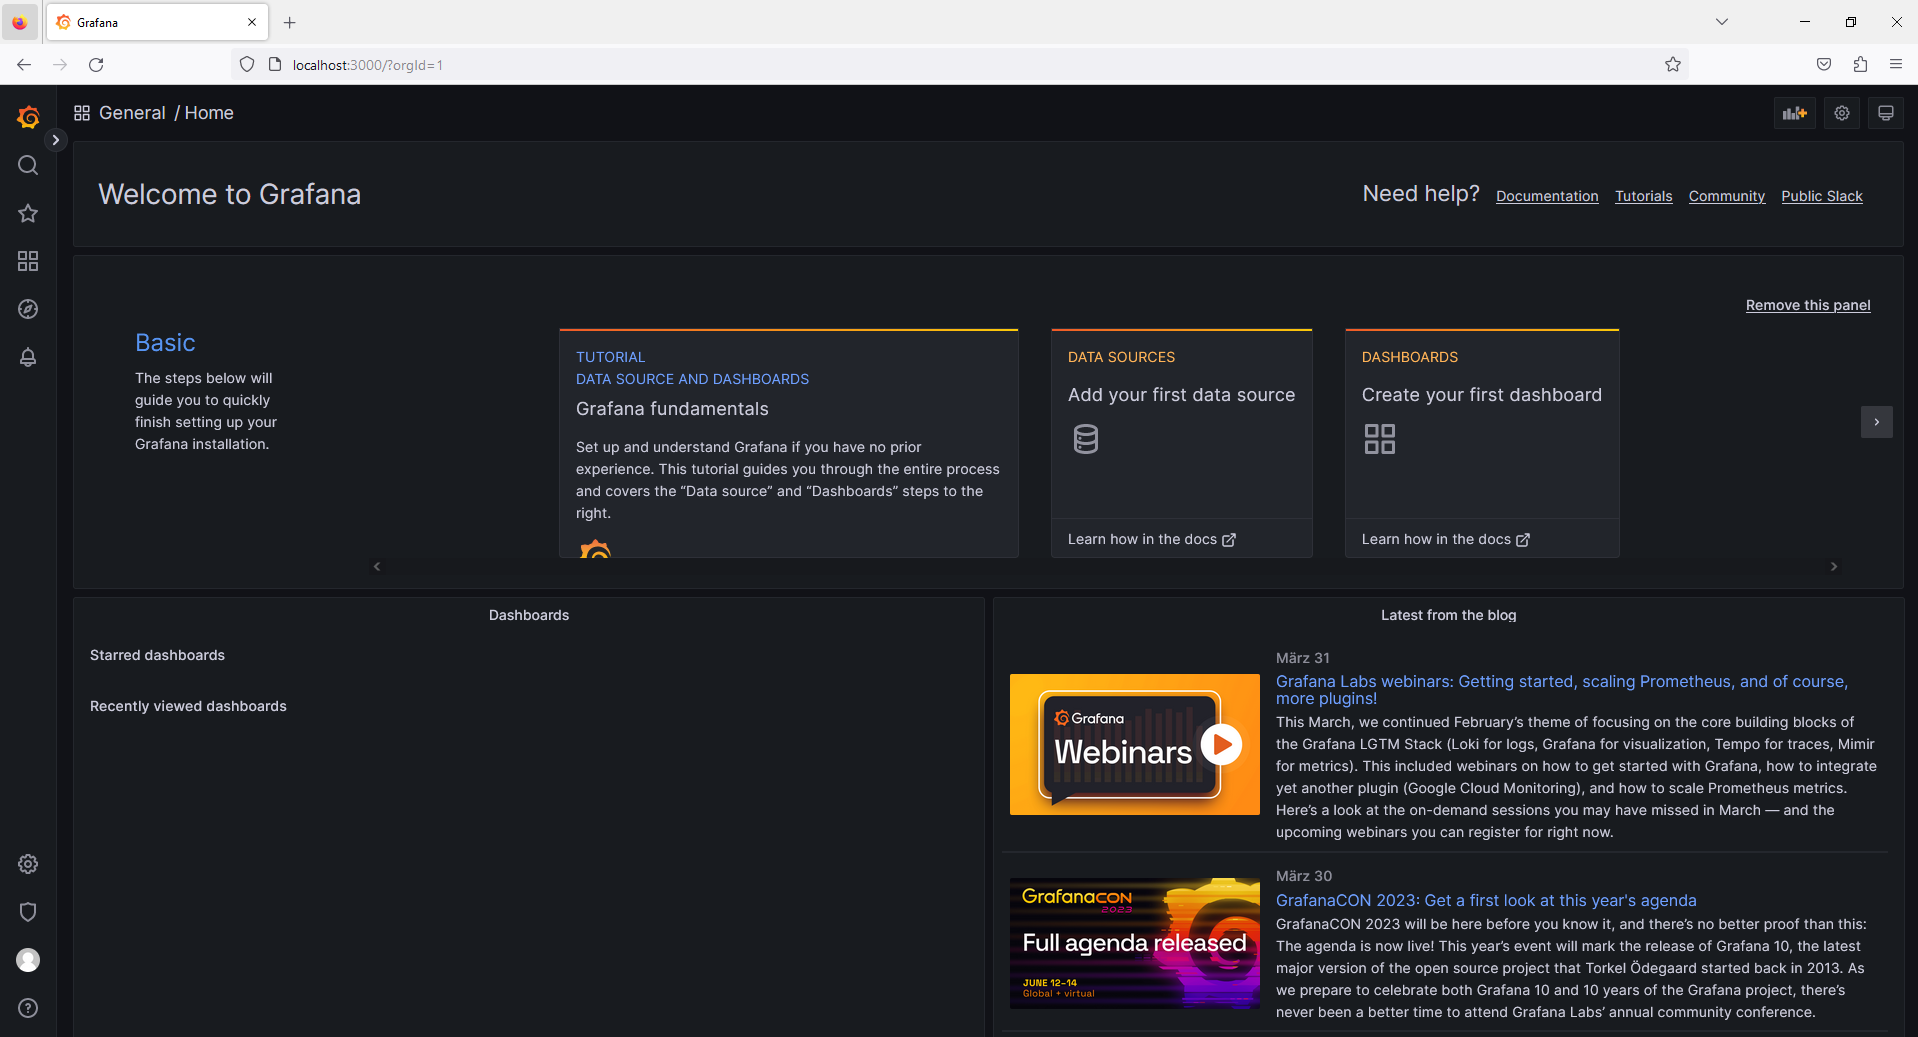 Grafana
localhost:3000/?orgId=1
General / Home
Welcome to Grafana
Need help? Documentation Tutorials Community Public Slack
Remove this panel
Basic
The steps below will
guide you to quickly
finish setting up your
Grafana installation.
TUTORIAL
DATA SOURCE AND DASHBOARDS
Grafana fundamentals
Set up and understand Grafana if you have no prior
experience. This tutorial guides you through the entire process
and covers the “Data source” and “Dashboards” steps to the
right.
DATA SOURCES
Add your first data source
Learn how in the docs
DASHBOARDS
Create your first dashboard
Learn how in the docs
Dashboards
Starred dashboards
Recently viewed dashboards
Latest from the blog
Grafana
Webinars
März 31
Grafana Labs webinars: Getting started, scaling Prometheus, and of course,
more plugins!
This March, we continued February’s theme of focusing on the core building blocks of
the Grafana LGTM Stack (Loki for logs, Grafana for visualization, Tempo for traces, Mimir
for metrics). This included webinars on how to get started with Grafana, how to integrate
yet another plugin (Google Cloud Monitoring), and how to scale Prometheus metrics.
Here’s a look at the on-demand sessions you may have missed in March — and the
upcoming webinars you can register for right now.
GrafanaCON
2023
Full agenda released
JUNE 12-14
Global + virtual
März 30
GrafanaCON 2023: Get a first look at this year's agenda
GrafanaCON 2023 will be here before you know it, and there’s no better proof than this:
The agenda is now live! This year’s event will mark the release of Grafana 10, the latest
major version of the open source project that Torkel Ödegaard started back in 2013. As
we prepare to celebrate both Grafana 10 and 10 years of the Grafana project, there’s
never been a better time to attend Grafana Labs’ annual community conference.